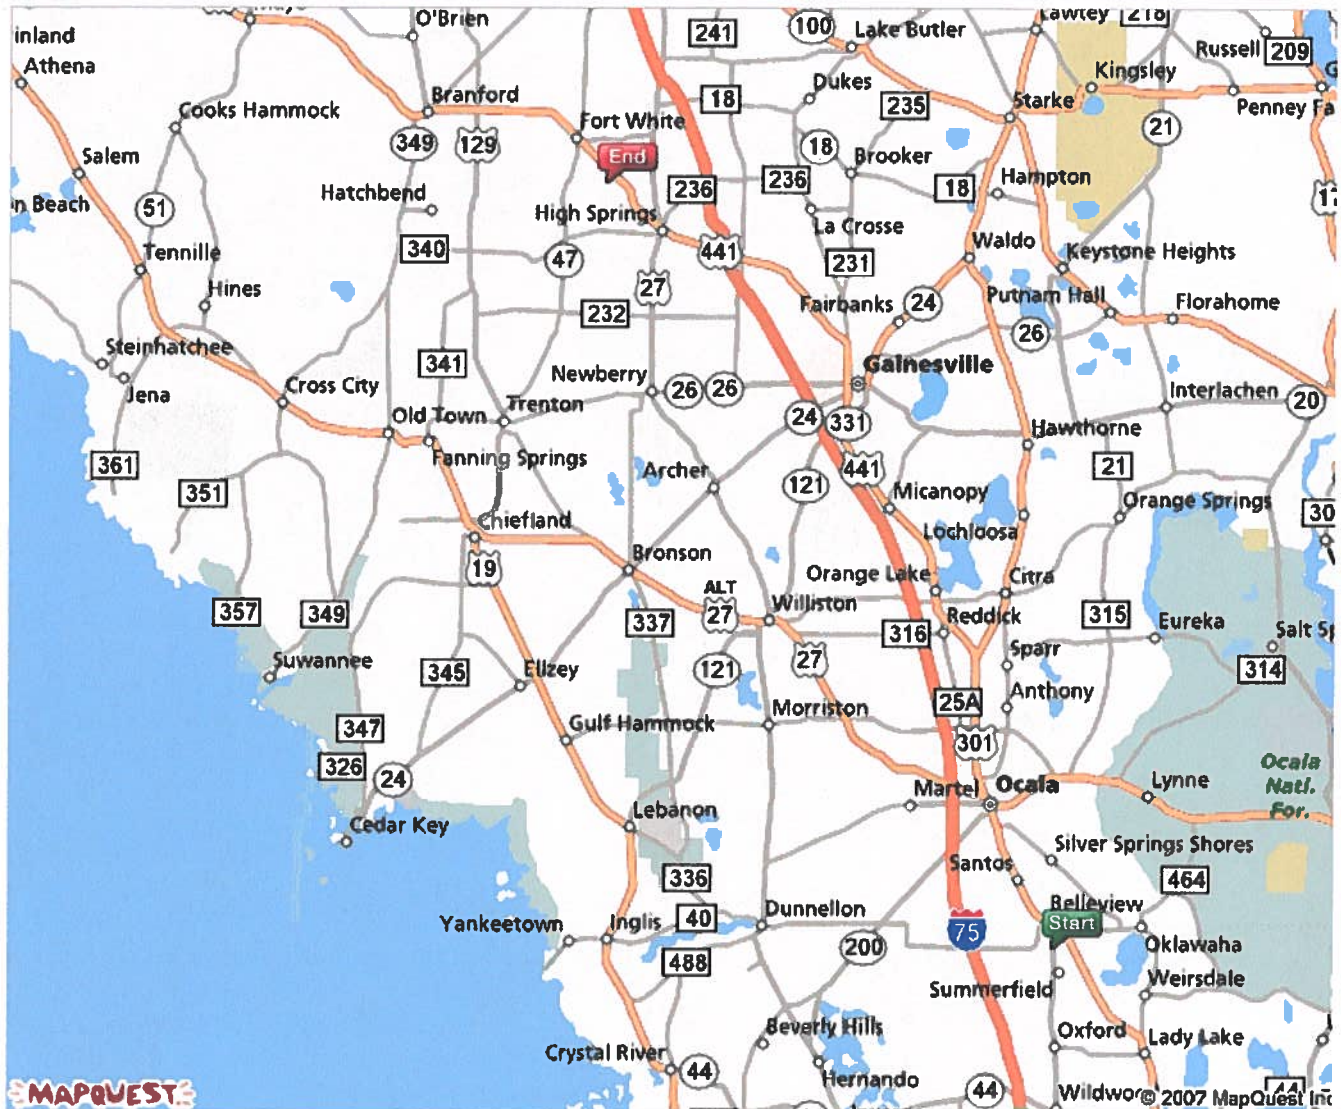 Mayo
O'Brien
241
100
Lake Butler
Lawtey
218
Russell
209
inland
Athena
Dukes
Kingsley
Penney Fa
Branford
18
235
Starke
Cooks Hammock
349
129
Fort White
End
18
Brooker
21
Salem
Hatchbend
236
236
18
Hampton
n Beach
51
High Springs
La Crosse
Tennille
340
47
441
231
Waldo
Keystone Heights
Hines
27
Fairbanks
24
Putnam Hall
Florahome
232
26
Steinhatchee
341
Gainesville
Jena
Cross City
Newberry
26
26
Interlachen
20
Old Town
Trenton
24
331
Hawthorne
361
Fanning Springs
441
21
351
Archer
121
Micanopy
Orange Springs
Chiefland
Lochloosa
30
Bronson
19
ALT
27
Orange Lake
Citra
357
349
337
Williston
316
Reddick
315
Eureka
Salt Sp
Suwannee
345
Ellzey
121
27
Sparr
314
347
Gulf Hammock
Morriston
25A
Anthony
326
24
301
Ocala
Natl.
For.
Cedar Key
Lebanon
Martel
Ocala
Lynne
Silver Springs Shores
336
Santos
464
Yankeetown
Inglis
40
Dunnellon
75
Belleview
Start
488
200
Oklawaha
Summerfield
Weirsdale
Beverly Hills
Oxford
Lady Lake
Crystal River
44
Hernando
44
Wildwoo
44
MAPQUEST
© 2007 MapQuest Inc